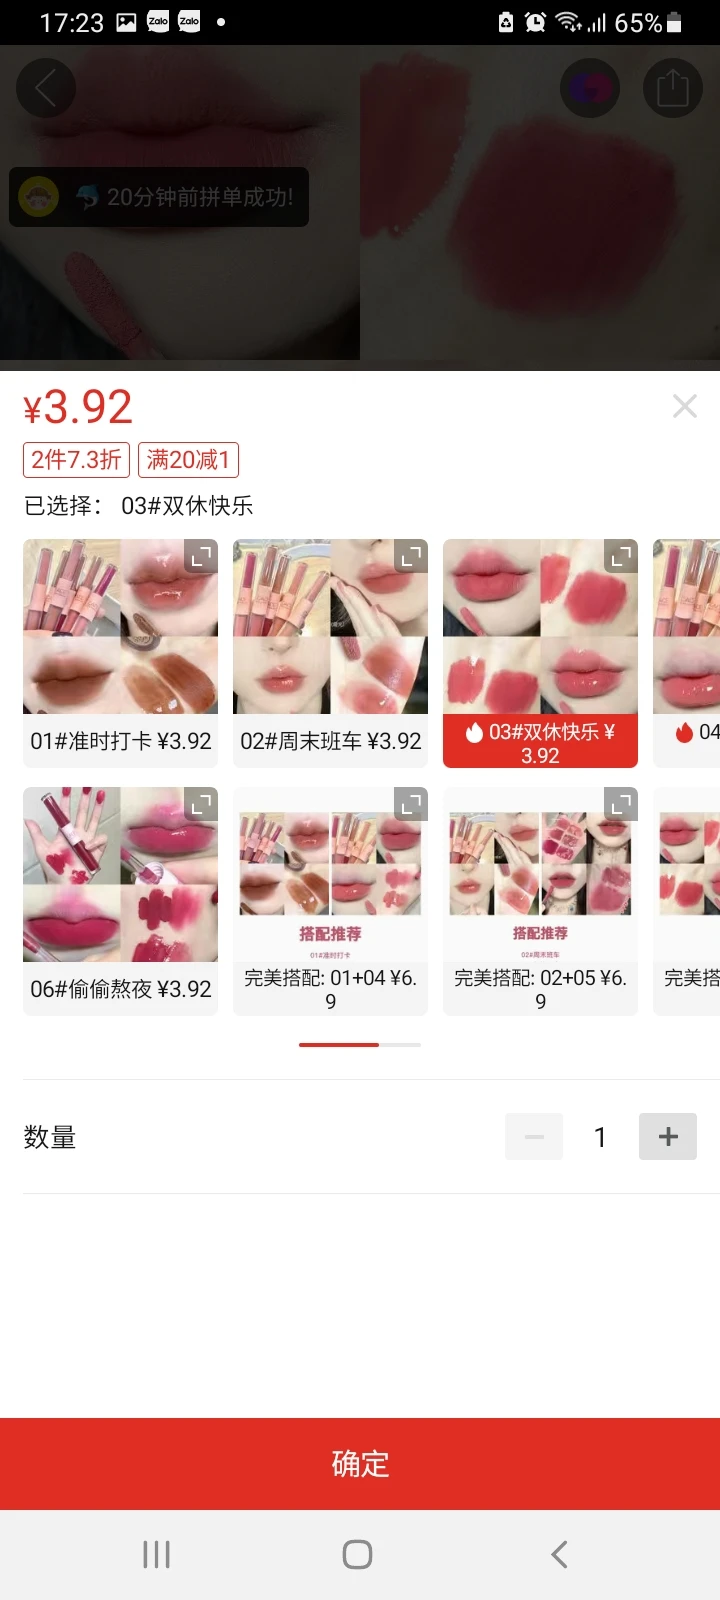 17:23 Zalo Zalo 65%
20分钟前拼单成功!
¥3.92
2件7.3折 满20减1
已选择： 03#双休快乐
01#准时打卡 ¥3.92
02#周末班车 ¥3.92
03#双休快乐 ¥
3.92
04
06#偷偷熬夜 ¥3.92
搭配推荐
01#准时打卡
完美搭配: 01+04 ¥6.
9
搭配推荐
02#周末班车
完美搭配: 02+05 ¥6.
9
完美搭
数量
1
确定